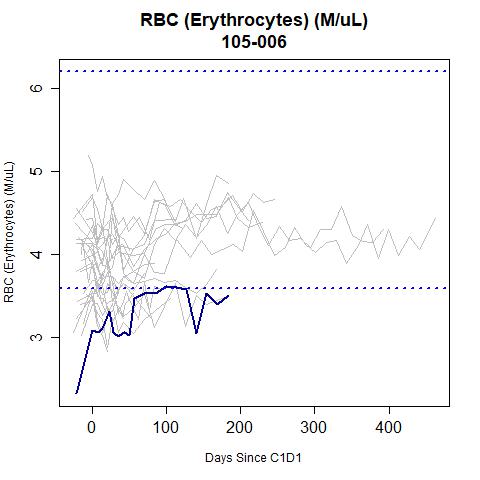 RBC (Erythrocytes) (M/uL)
105-006
RBC (Erythrocytes) (M/uL)
6
5
4
3
0 100 200 300 400
Days Since C1D1